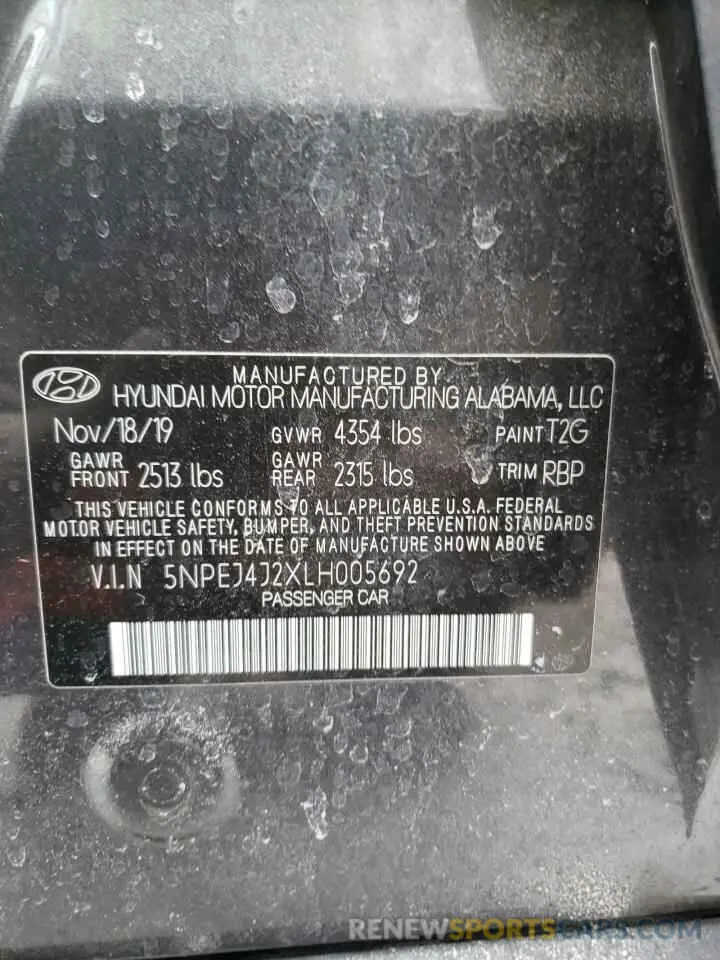 MANUFACTURED BY
HYUNDAI MOTOR MANUFACTURING ALABAMA, LLC
Nov/18/19 GVWR 4354 lbs PAINT T2G
GAWR FRONT 2513 lbs GAWR REAR 2315 lbs TRIM RBP
THIS VEHICLE CONFORMS TO ALL APPLICABLE U.S.A. FEDERAL
MOTOR VEHICLE SAFETY, BUMPER, AND THEFT PREVENTION STANDARDS
IN EFFECT ON THE DATE OF MANUFACTURE SHOWN ABOVE
V.I.N 5NPEJ4J2XLH005692
PASSENGER CAR
RENEWSPORTSCARS.COM